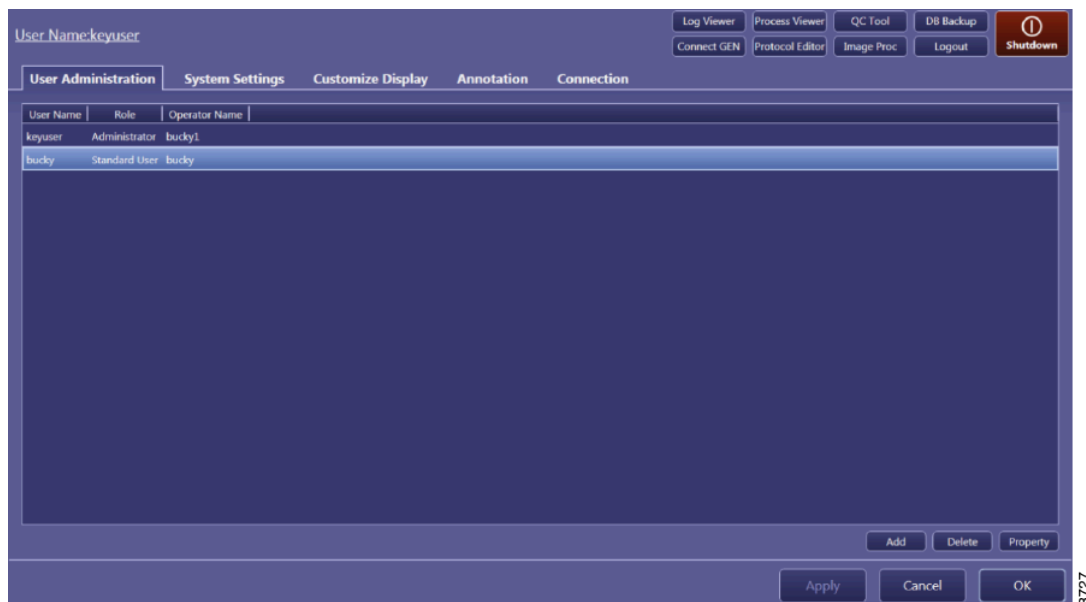 User Name:keyuser
Log Viewer Process Viewer QC Tool DB Backup
Connect GEN Protocol Editor Image Proc Logout
Shutdown
User Administration System Settings Customize Display Annotation Connection
User Name Role Operator Name
keyuser Administrator bucky1
bucky Standard User bucky
Add Delete Property
Apply Cancel OK